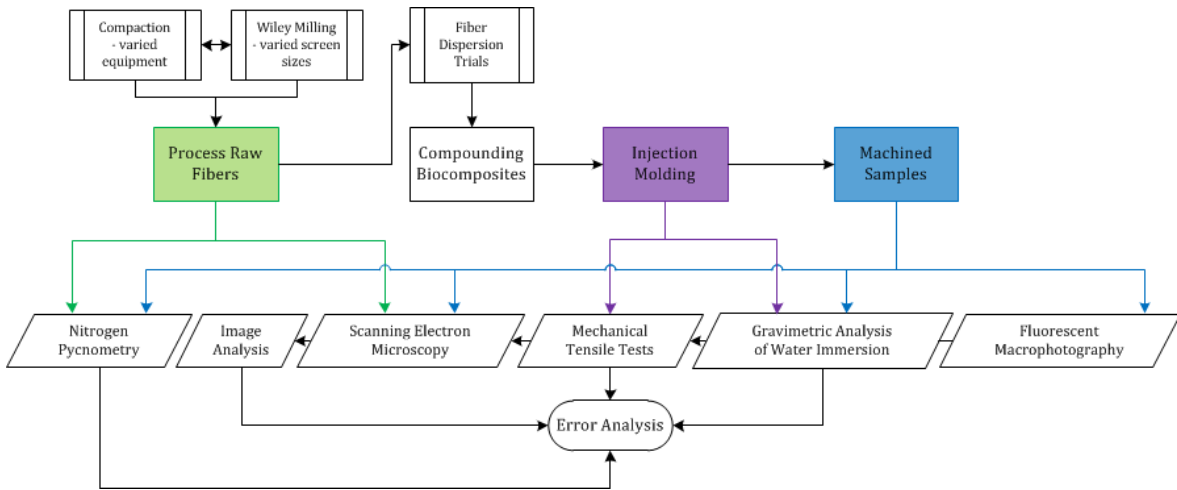 Compaction
- varied
equipment
Wiley Milling
- varied screen
sizes
Fiber
Dispersion
Trials
Process Raw
Fibers
Compounding
Biocomposites
Injection
Molding
Machined
Samples
Nitrogen
Pycnometry
Image
Analysis
Scanning Electron
Microscopy
Mechanical
Tensile Tests
Gravimetric Analysis
of Water Immersion
Fluorescent
Macrophotography
Error Analysis